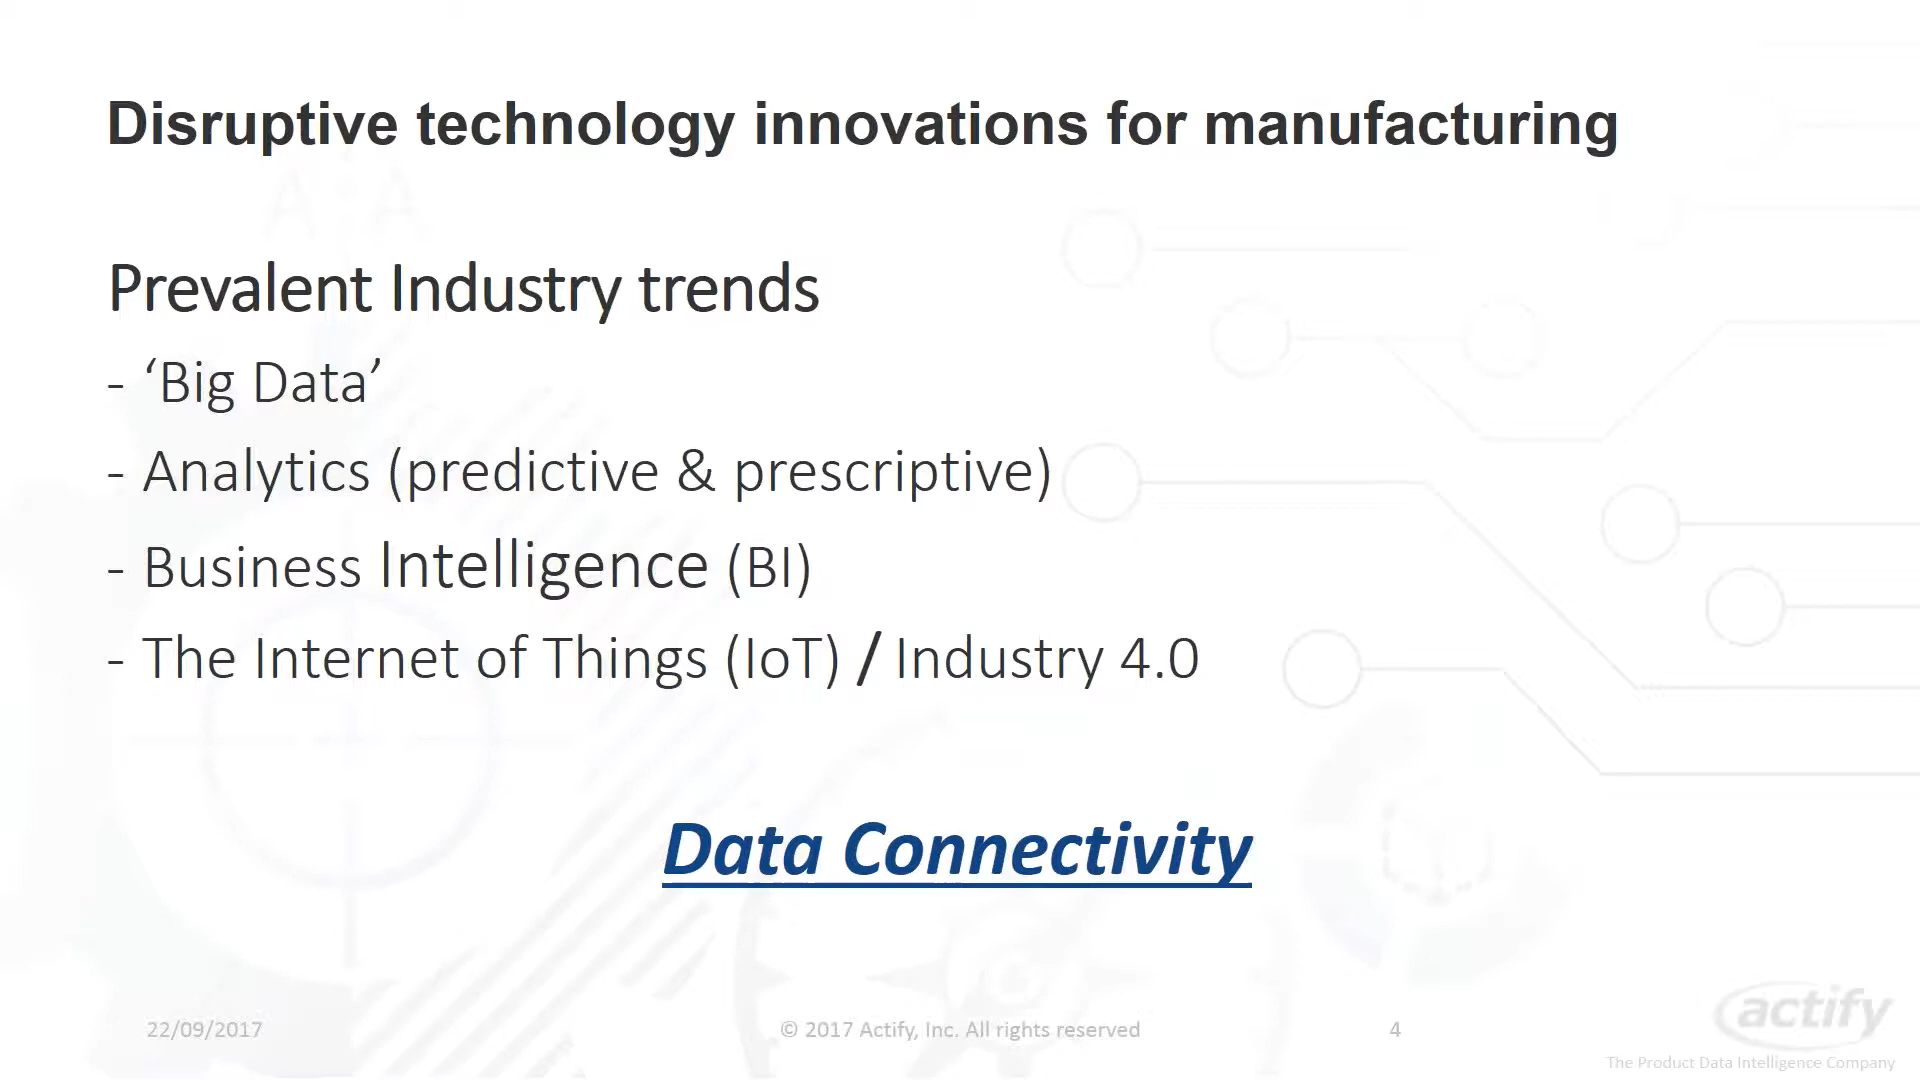 Disruptive technology innovations for manufacturing
Prevalent Industry trends
- ‘Big Data’
- Analytics (predictive & prescriptive)
- Business Intelligence (BI)
- The Internet of Things (IoT) / Industry 4.0
Data Connectivity
22/09/2017
© 2017 Actify, Inc. All rights reserved
4
actify
The Product Data Intelligence Company